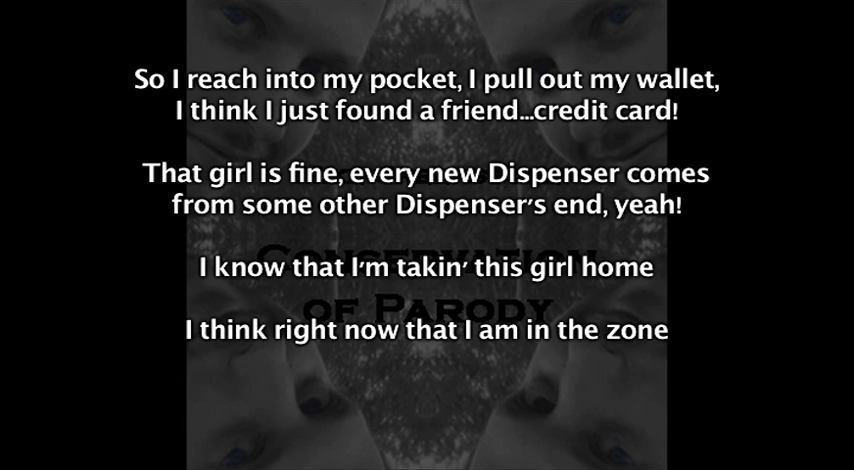 So I reach into my pocket, I pull out my wallet,
I think I just found a friend...credit card!
That girl is fine, every new Dispenser comes
from some other Dispenser's end, yeah!
Conservation
I know that I'm takin' this girl home
of Parody
I think right now that I am in the zone